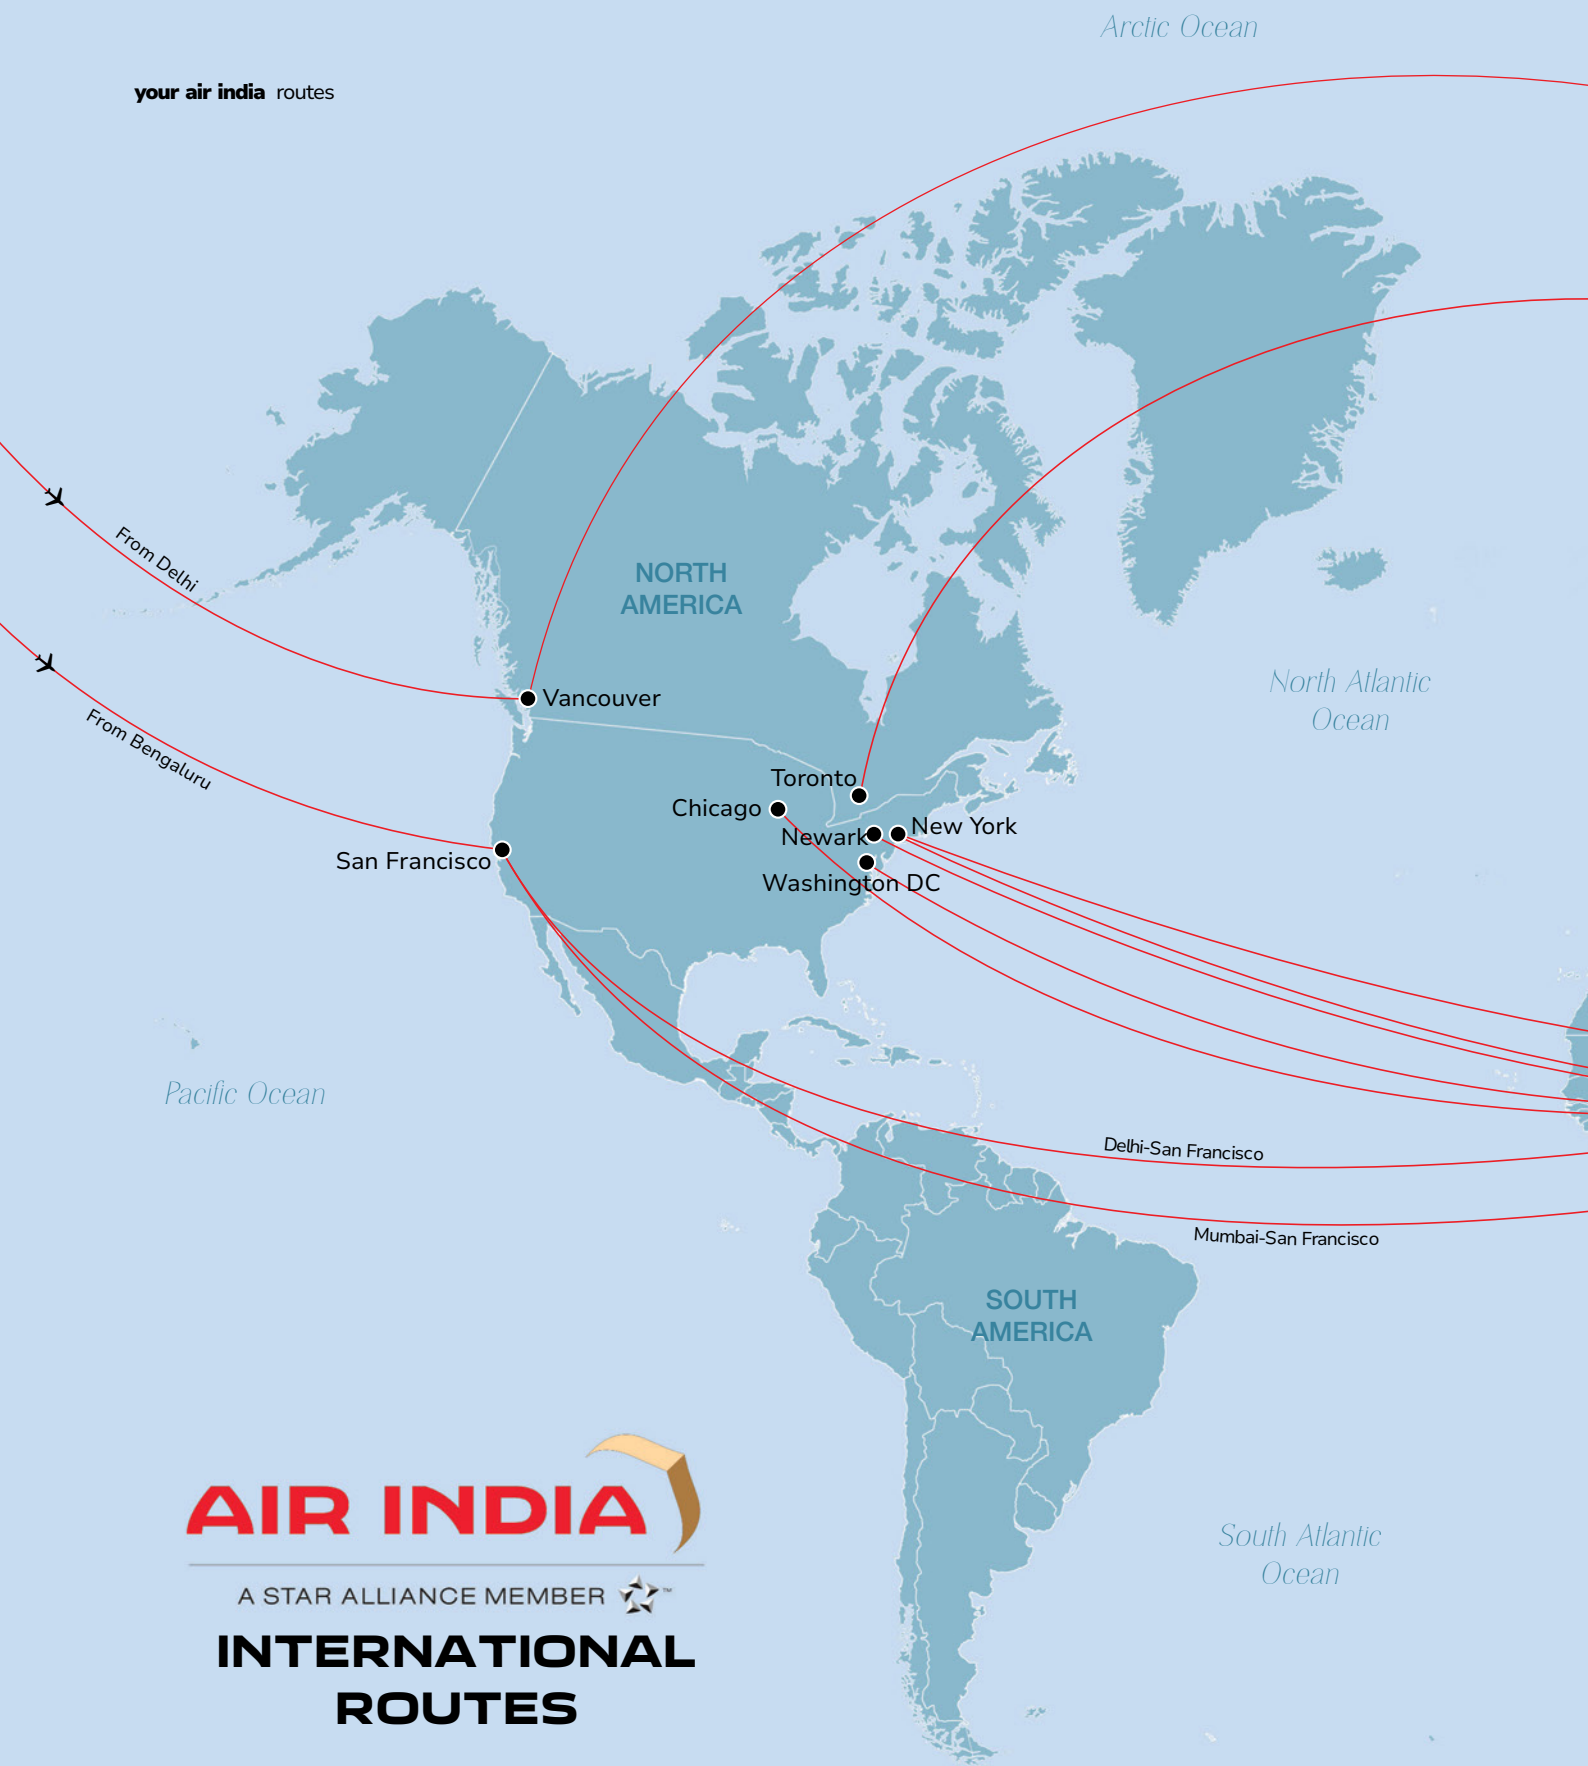 Arctic Ocean
your air india routes
From Delhi
NORTH
AMERICA
North Atlantic
Ocean
Vancouver
From Bengaluru
Toronto
Chicago
New York
Newark
San Francisco
Washington DC
Pacific Ocean
Delhi-San Francisco
Mumbai-San Francisco
SOUTH
AMERICA
AIR INDIA
A STAR ALLIANCE MEMBER ™
INTERNATIONAL
ROUTES
South Atlantic
Ocean